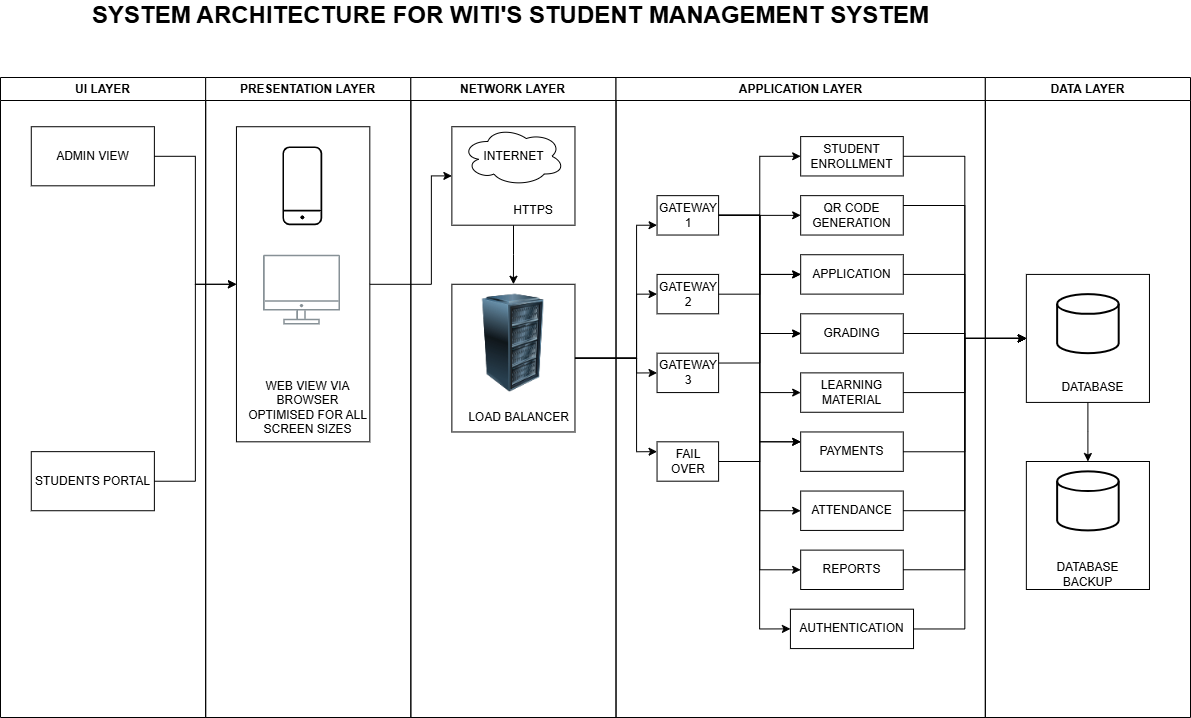 SYSTEM ARCHITECTURE FOR WITI'S STUDENT MANAGEMENT SYSTEM
UI LAYER
PRESENTATION LAYER
NETWORK LAYER
APPLICATION LAYER
DATA LAYER
ADMIN VIEW
STUDENTS PORTAL
WEB VIEW VIA
BROWSER
OPTIMISED FOR ALL
SCREEN SIZES
INTERNET
HTTPS
LOAD BALANCER
GATEWAY
1
GATEWAY
2
GATEWAY
3
FAIL
OVER
STUDENT
ENROLLMENT
QR CODE
GENERATION
APPLICATION
GRADING
LEARNING
MATERIAL
PAYMENTS
ATTENDANCE
REPORTS
AUTHENTICATION
DATABASE
DATABASE
BACKUP